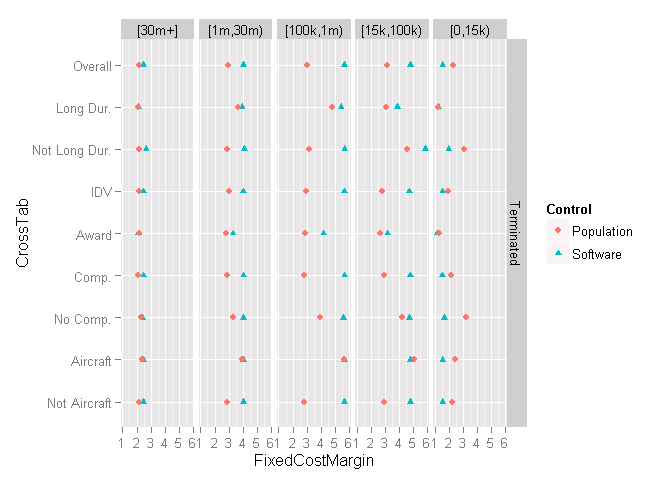 [30m+] [1m,30m) [100k,1m) [15k,100k) [0,15k)
Overall
Long Dur.
Not Long Dur.
IDV
Award
Comp.
No Comp.
Aircraft
Not Aircraft
CrossTab
Terminated
1 2 3 4 5 6 1 2 3 4 5 6 1 2 3 4 5 6 1 2 3 4 5 6 1 2 3 4 5 6
FixedCostMargin
Control
Population
Software